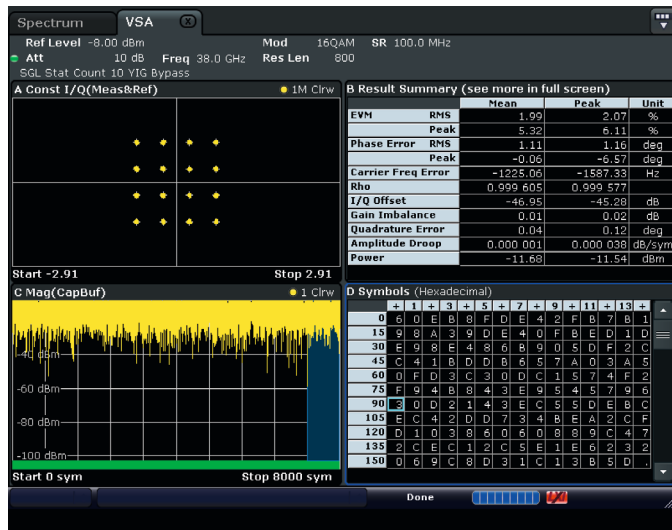 Spectrum VSA
Ref Level -8.00 dBm Mod 16QAM SR 100.0 MHz
Att 10 dB Freq 38.0 GHz Res Len 800
SGL Stat Count 10 YIG Bypass
A Const I/Q(Meas&Ref) 1M Clrw
Start -2.91 Stop 2.91
B Result Summary (see more in full screen)
Mean Peak Unit
EVM RMS 1.99 2.07 %
Peak 5.32 6.11 %
Phase Error RMS 1.11 1.16 deg
Peak -0.06 -6.57 deg
Carrier Freq Error -1225.06 -1587.33 Hz
Rho 0.999 605 0.999 577
I/Q Offset -46.95 -45.28 dB
Gain Imbalance 0.01 0.02 dB
Quadrature Error 0.04 0.12 deg
Amplitude Droop 0.000 001 0.000 038 dB/sym
Power -11.68 -11.54 dBm
C Mag(CapBuf) 1 Clrw
-40 dBm
-60 dBm
-80 dBm
-100 dBm
Start 0 sym Stop 8000 sym
D Symbols (Hexadecimal)
+ 1 + 3 + 5 + 7 + 9 + 11 + 13 +
0 6 0 E B 8 F D E 4 2 F B 7 B 1
15 9 8 A 3 9 D E 4 0 F B E D 1 D
30 E 9 8 E 4 8 6 B 9 0 5 D F 2 C
45 C 4 1 B D D B 6 5 7 A 0 3 A 5
60 0 F D 3 C 3 0 D C 1 5 7 4 F 2
75 F 9 4 B 8 4 3 E 9 5 4 5 7 9 6
90 3 0 D 2 1 4 3 E C 5 5 D E B C
105 E C 4 2 D D 7 3 4 B E A 2 C F
120 D 1 0 3 8 6 0 6 0 8 8 9 C 4 7
135 2 C E C 1 2 C 5 E 1 E 6 2 3 2
150 0 6 9 C 8 D 3 1 C 1 3 B 5 D .
Done